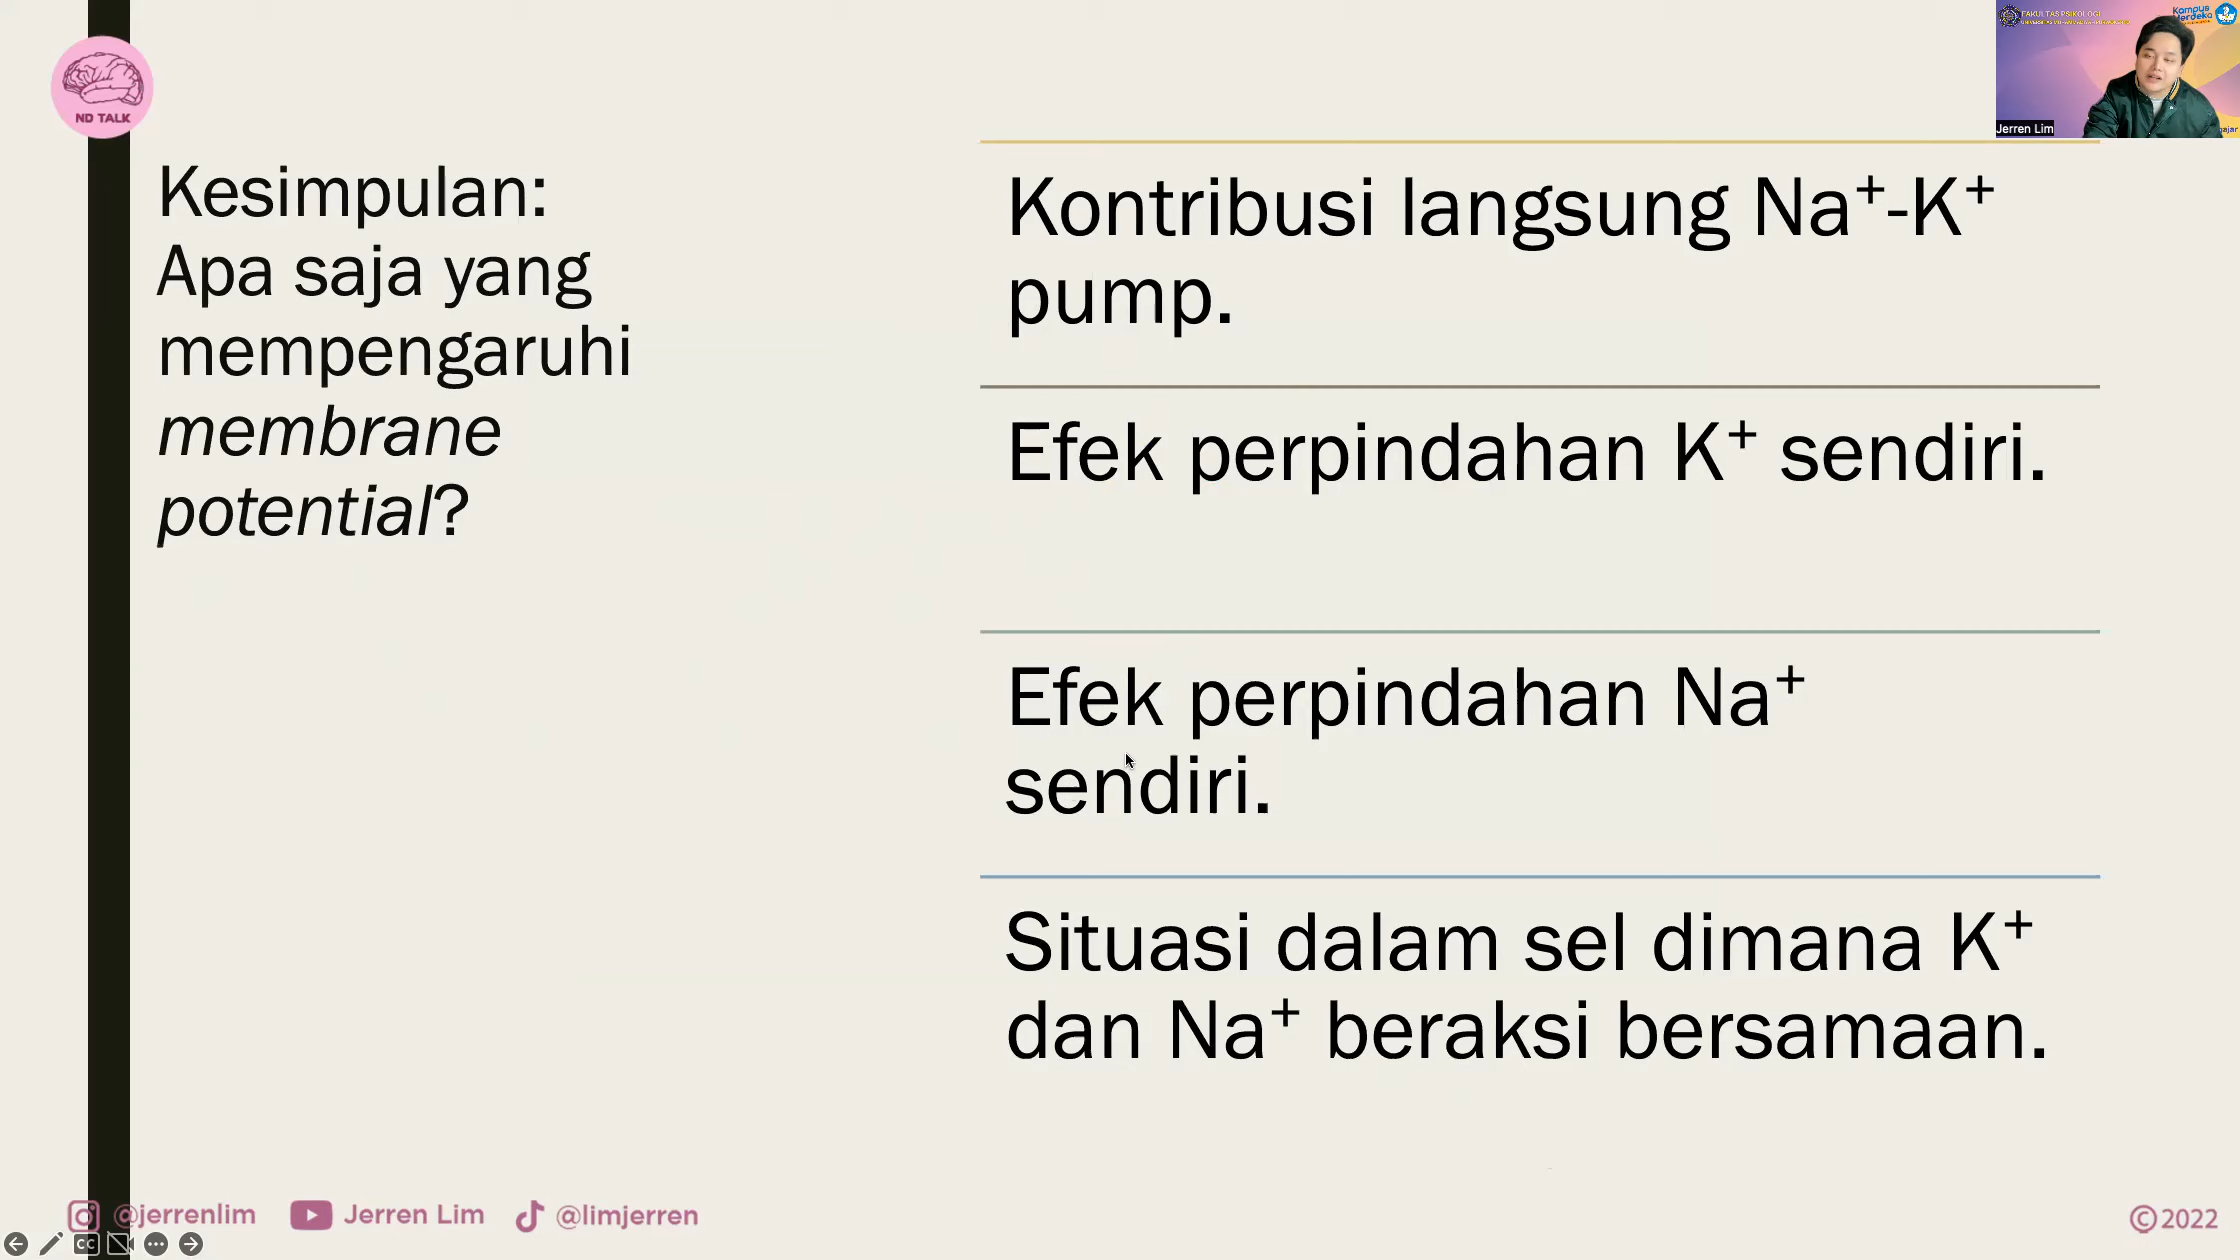 ND TALK
Kesimpulan:
Apa saja yang
mempengaruhi
membrane
potential?
Kontribusi langsung Na⁺-K⁺
pump.
Efek perpindahan K⁺ sendiri.
Efek perpindahan Na⁺
sendiri.
Situasi dalam sel dimana K⁺
dan Na⁺ beraksi bersamaan.
FAKULTAS PSIKOLOGI
Kampus
Merdeka
Jerren Lim
@jerrenlim
Jerren Lim
@limjerren
©2022
CC